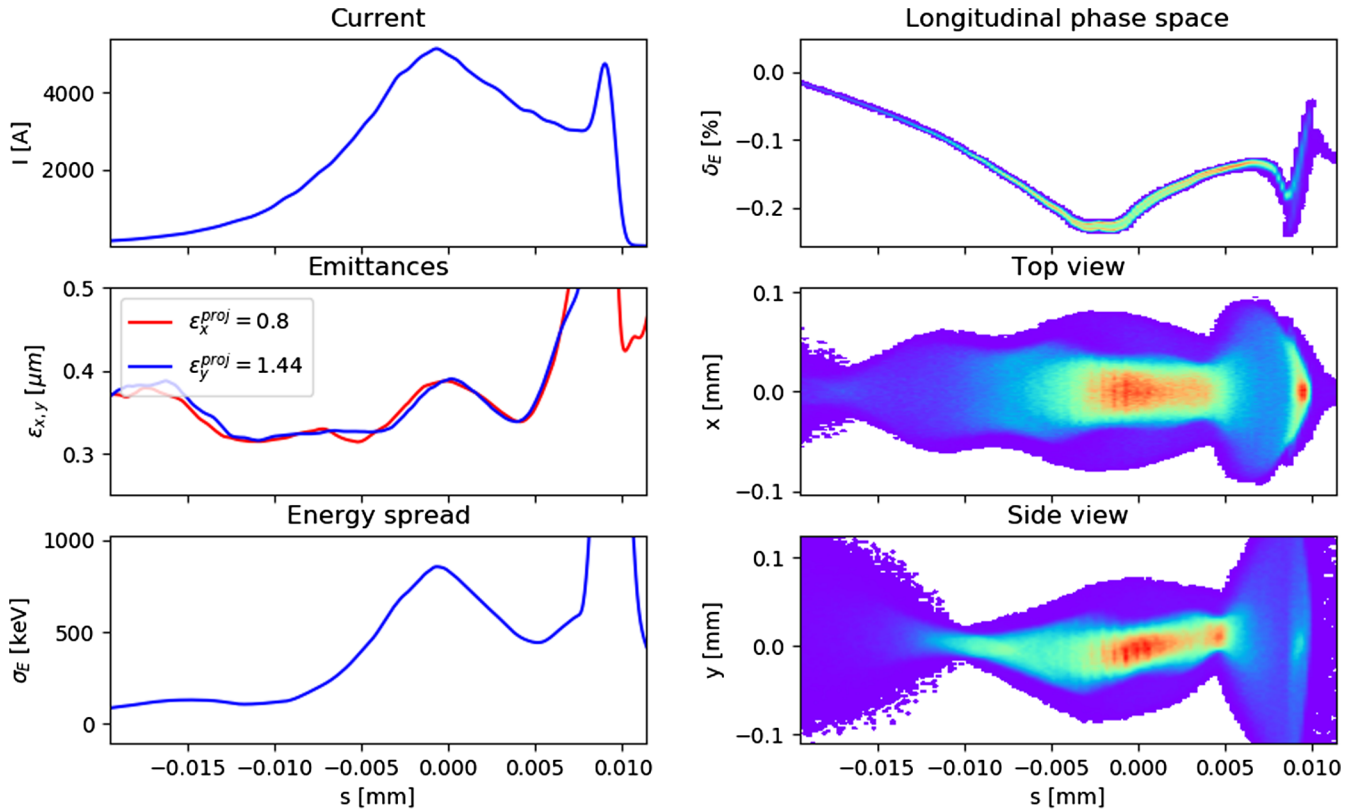 Current
I [A]
4000
2000
Longitudinal phase space
δ_E [%]
0.0
−0.1
−0.2
Emittances
ε_{x,y} [μm]
0.5
0.4
0.3
ε_x^{proj} = 0.8
ε_y^{proj} = 1.44
Top view
x [mm]
0.1
0.0
−0.1
Energy spread
σ_E [keV]
1000
500
0
−0.015 −0.010 −0.005 0.000 0.005 0.010
s [mm]
Side view
y [mm]
0.1
0.0
−0.1
−0.015 −0.010 −0.005 0.000 0.005 0.010
s [mm]